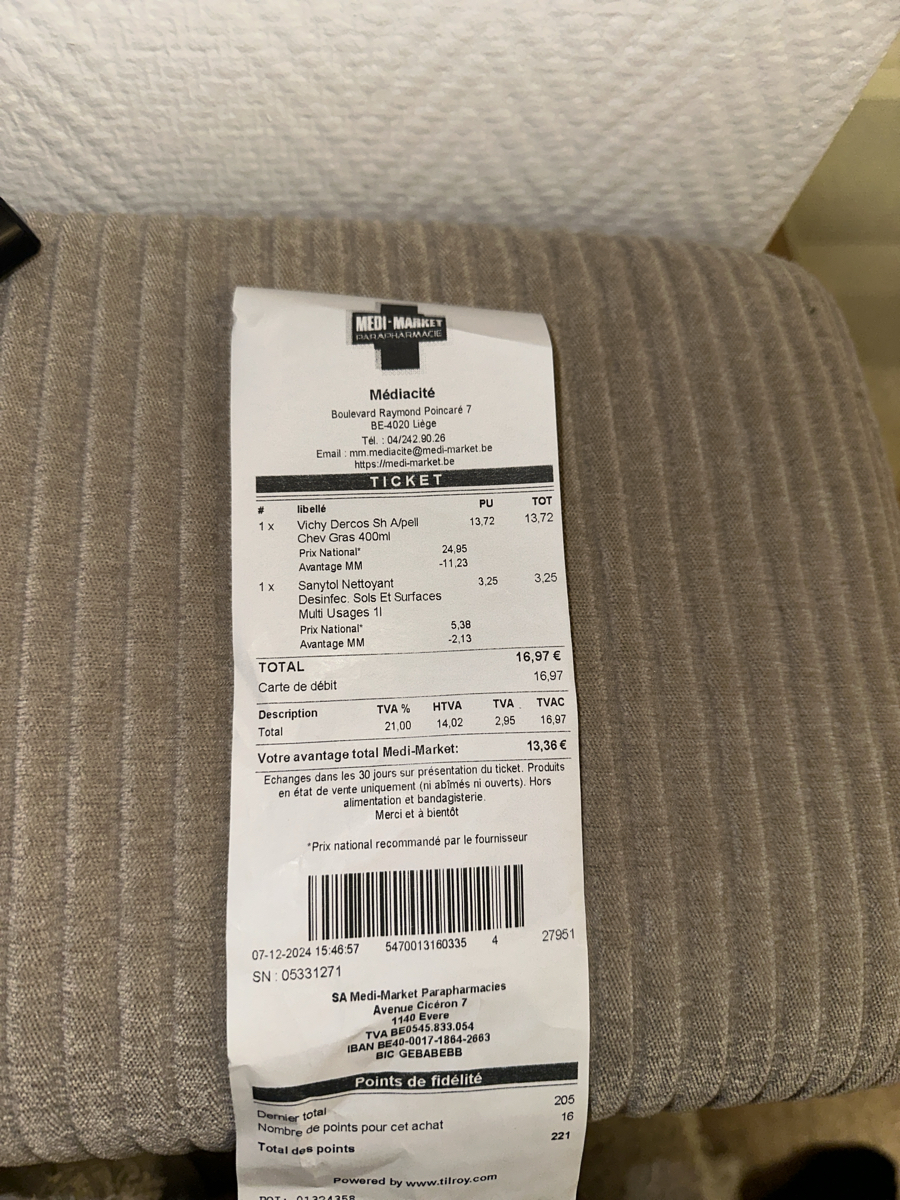 MEDI-MARKET
PARAPHARMACIE
Médiacité
Boulevard Raymond Poincaré 7
BE-4020 Liège
Tél. : 04/242.90.26
Email : mm.mediacite@medi-market.be
https://medi-market.be
TICKET
# libellé PU TOT
1 x Vichy Dercos Sh A/pell 13,72 13,72
Chev Gras 400ml
Prix National* 24,95
Avantage MM -11,23
1 x Sanytol Nettoyant 3,25 3,25
Desinfec. Sols Et Surfaces
Multi Usages 1l
Prix National* 5,38
Avantage MM -2,13
TOTAL 16,97 €
Carte de débit 16,97
Description TVA % HTVA TVA TVAC
Total 21,00 14,02 2,95 16,97
Votre avantage total Medi-Market: 13,36 €
Echanges dans les 30 jours sur présentation du ticket. Produits
en état de vente uniquement (ni abîmés ni ouverts). Hors
alimentation et bandagisterie.
Merci et à bientôt
*Prix national recommandé par le fournisseur
07-12-2024 15:46:57 5470013160335 4 27951
SN : 05331271
SA Medi-Market Parapharmacies
Avenue Cicéron 7
1140 Evere
TVA BE0545.833.054
IBAN BE40-0017-1864-2663
BIC GEBABEBB
Points de fidélité
Dernier total 205
Nombre de points pour cet achat 16
Total des points 221
Powered by www.tilroy.com